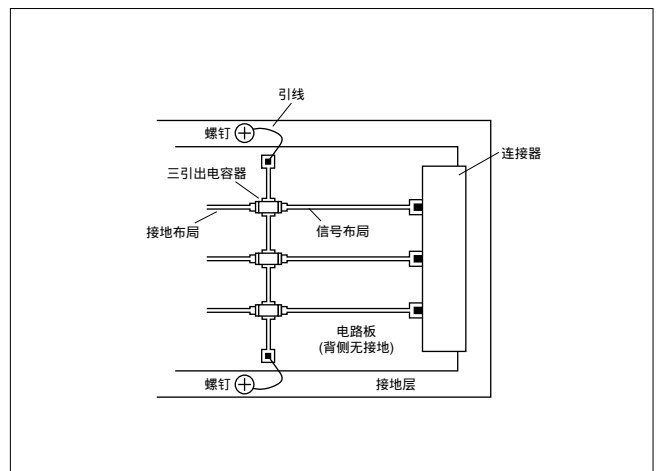 引线
螺钉
连接器
三引出电容器
接地布局
信号布局
电路板
(背侧无接地)
螺钉
接地层